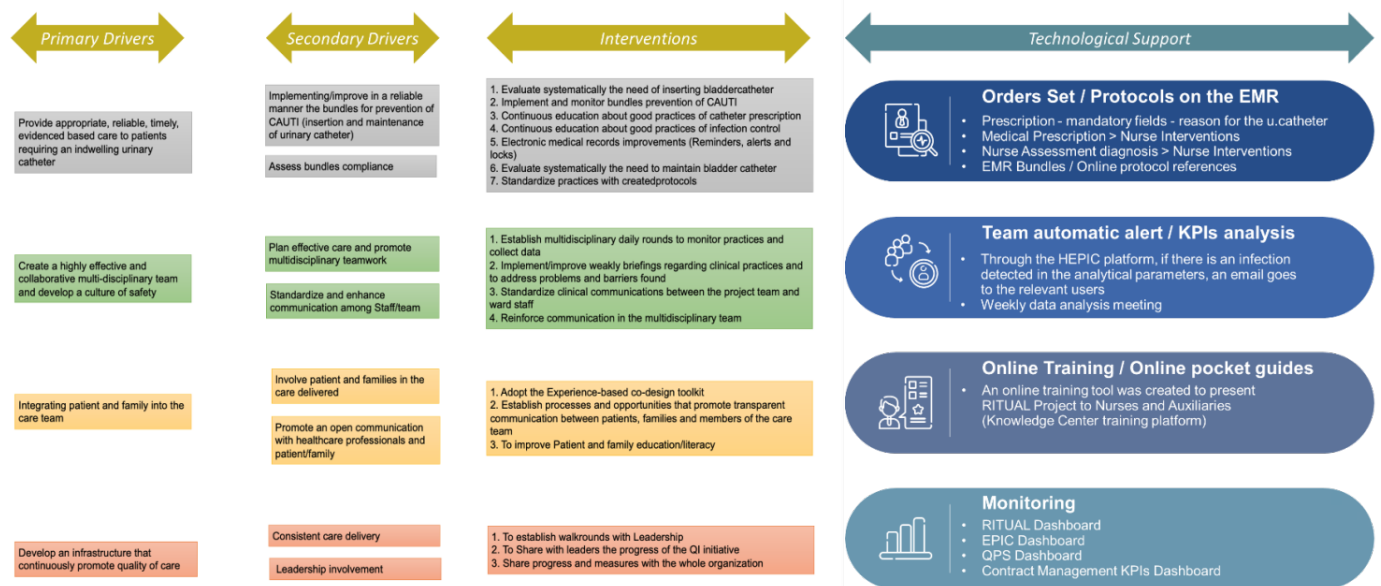 Primary Drivers
Secondary Drivers
Interventions
Technological Support
Provide appropriate, reliable, timely,
evidenced based care to patients
requiring an indwelling urinary
catheter
Implementing/improve in a reliable
manner the bundles for prevention of
CAUTI (insertion and maintenance
of urinary catheter)
Assess bundles compliance
1. Evaluate systematically the need of inserting bladdercatheter
2. Implement and monitor bundles prevention of CAUTI
3. Continuous education about good practices of catheter prescription
4. Continuous education about good practices of infection control
5. Electronic medical records improvements (Reminders, alerts and
locks)
6. Evaluate systematically the need to maintain bladder catheter
7. Standardize practices with createdprotocols
Orders Set / Protocols on the EMR
• Prescription - mandatory fields - reason for the u.catheter
• Medical Prescription > Nurse Interventions
• Nurse Assessment diagnosis > Nurse Interventions
• EMR Bundles / Online protocol references
Create a highly effective and
collaborative multi-disciplinary team
and develop a culture of safety
Plan effective care and promote
multidisciplinary teamwork
Standardize and enhance
communication among Staff/team
1. Establish multidisciplinary daily rounds to monitor practices and
collect data
2. Implement/improve weakly briefings regarding clinical practices and
to address problems and barriers found
3. Standardize clinical communications between the project team and
ward staff
4. Reinforce communication in the multidisciplinary team
Team automatic alert / KPIs analysis
• Through the HEPIC platform, if there is an infection
detected in the analytical parameters, an email goes
to the relevant users
• Weekly data analysis meeting
Integrating patient and family into the
care team
Involve patient and families in the
care delivered
Promote an open communication
with healthcare professionals and
patient/family
1. Adopt the Experience-based co-design toolkit
2. Establish processes and opportunities that promote transparent
communication between patients, families and members of the care
team
3. To improve Patient and family education/literacy
Online Training / Online pocket guides
• An online training tool was created to present
RITUAL Project to Nurses and Auxiliaries
(Knowledge Center training platform)
Develop an infrastructure that
continuously promote quality of care
Consistent care delivery
Leadership involvement
1. To establish walkrounds with Leadership
2. To Share with leaders the progress of the QI initiative
3. Share progress and measures with the whole organization
Monitoring
• RITUAL Dashboard
• EPIC Dashboard
• QPS Dashboard
• Contract Management KPIs Dashboard